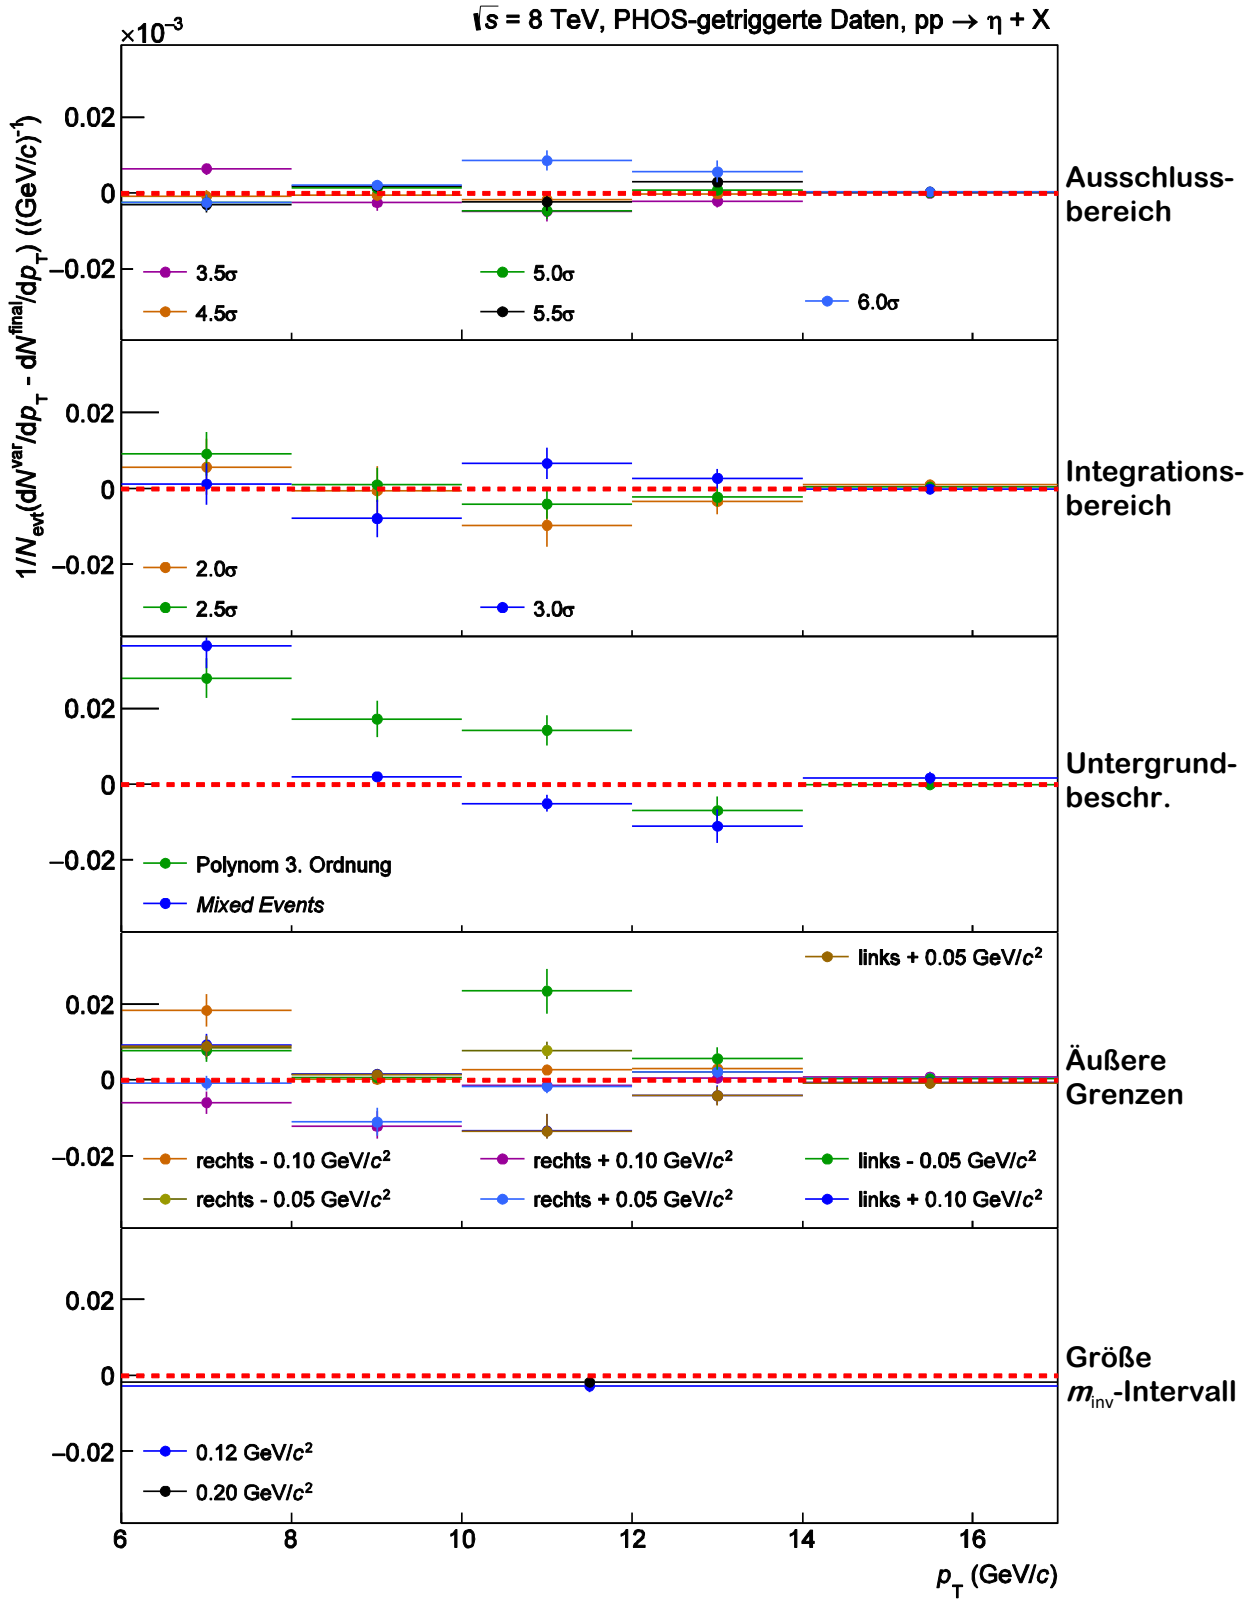 √s = 8 TeV, PHOS-getriggerte Daten, pp → η + X
×10⁻³
1/N_evt(dN^var/dp_T - dN^final/dp_T) ((GeV/c)⁻¹)
0.02
0
−0.02
3.5σ
4.5σ
5.0σ
5.5σ
6.0σ
Ausschluss-
bereich
0.02
0
−0.02
2.0σ
2.5σ
3.0σ
Integrations-
bereich
0.02
0
−0.02
Polynom 3. Ordnung
Mixed Events
Untergrund-
beschr.
links + 0.05 GeV/c²
0.02
0
−0.02
rechts - 0.10 GeV/c²
rechts - 0.05 GeV/c²
rechts + 0.10 GeV/c²
rechts + 0.05 GeV/c²
links - 0.05 GeV/c²
links + 0.10 GeV/c²
Äußere
Grenzen
0.02
0
−0.02
0.12 GeV/c²
0.20 GeV/c²
Größe
m_inv-Intervall
6 8 10 12 14 16
p_T (GeV/c)